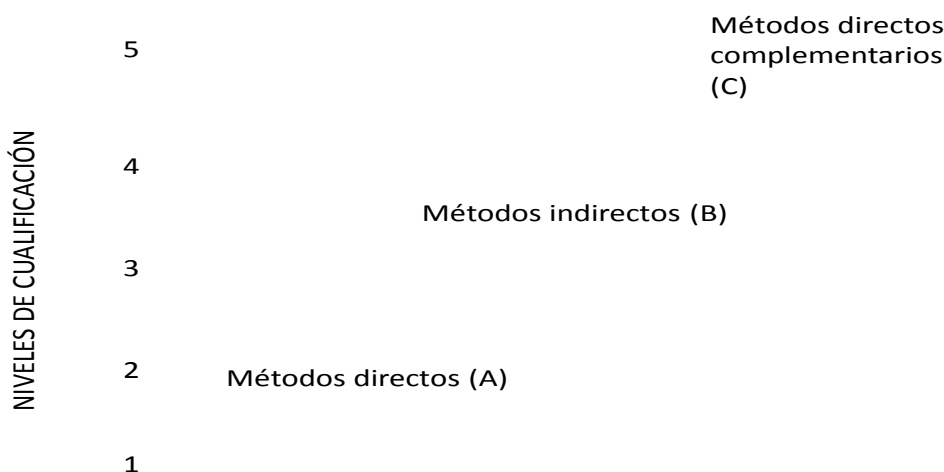 Métodos directos
complementarios
(C)
5
4
Métodos indirectos (B)
3
2
Métodos directos (A)
1
NIVELES DE CUALIFICACIÓN